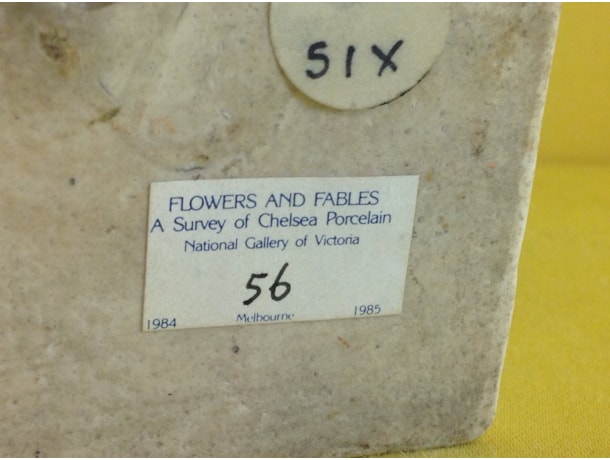 SIX
FLOWERS AND FABLES
A Survey of Chelsea Porcelain
National Gallery of Victoria
56
1984 Melbourne 1985